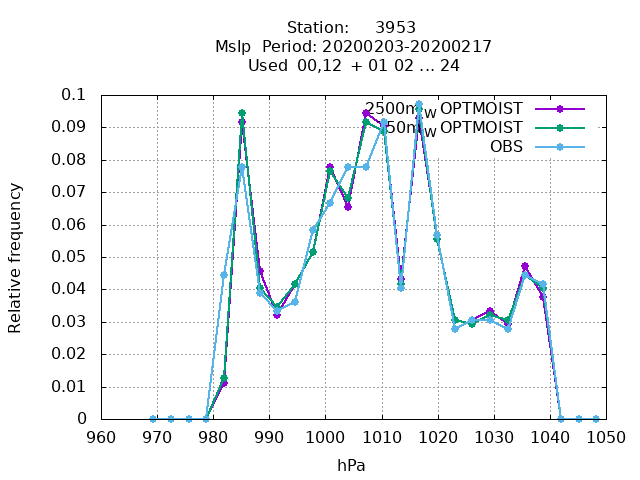 Station: 3953
Mslp Period: 20200203-20200217
Used 00,12 + 01 02 ... 24
2500m_W OPTMOIST
50m_W OPTMOIST
OBS
Relative frequency
0.1
0.09
0.08
0.07
0.06
0.05
0.04
0.03
0.02
0.01
0
960 970 980 990 1000 1010 1020 1030 1040 1050
hPa